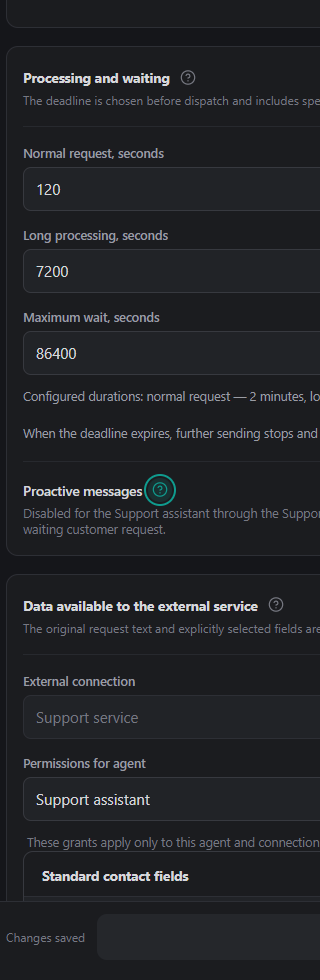 Processing and waiting
The deadline is chosen before dispatch and includes spe
Normal request, seconds
120
Long processing, seconds
7200
Maximum wait, seconds
86400
Configured durations: normal request — 2 minutes, lo
When the deadline expires, further sending stops and
Proactive messages
Disabled for the Support assistant through the Suppor
waiting customer request.
Data available to the external service
The original request text and explicitly selected fields are
External connection
Support service
Permissions for agent
Support assistant
These grants apply only to this agent and connection
Standard contact fields
Changes saved